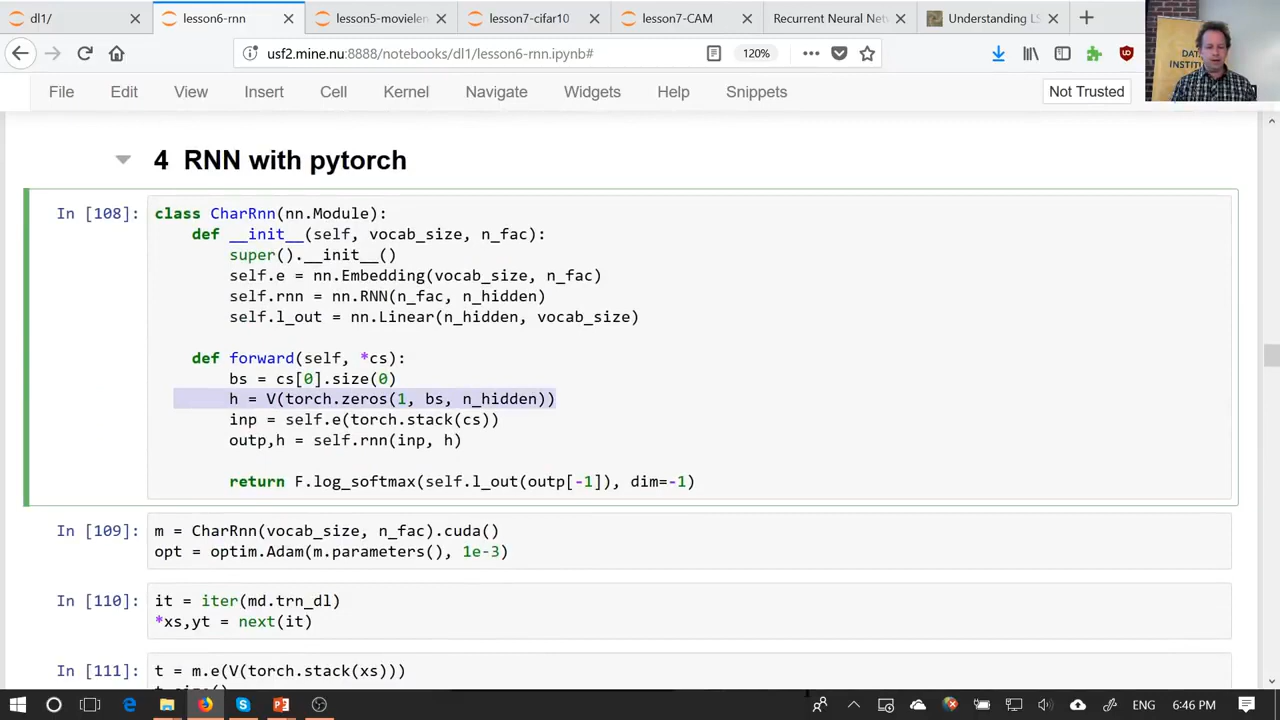 dl1/
lesson6-rnn
lesson5-movielen
lesson7-cifar10
lesson7-CAM
Recurrent Neural Net
Understanding LS
usf2.mine.nu:8888/notebooks/dl1/lesson6-rnn.ipynb#
120%
DATA
INSTITUTE
File Edit View Insert Cell Kernel Navigate Widgets Help Snippets
Not Trusted
4 RNN with pytorch
In [108]:
class CharRnn(nn.Module):
def __init__(self, vocab_size, n_fac):
super().__init__()
self.e = nn.Embedding(vocab_size, n_fac)
self.rnn = nn.RNN(n_fac, n_hidden)
self.l_out = nn.Linear(n_hidden, vocab_size)
def forward(self, *cs):
bs = cs[0].size(0)
h = V(torch.zeros(1, bs, n_hidden))
inp = self.e(torch.stack(cs))
outp,h = self.rnn(inp, h)
return F.log_softmax(self.l_out(outp[-1]), dim=-1)
In [109]:
m = CharRnn(vocab_size, n_fac).cuda()
opt = optim.Adam(m.parameters(), 1e-3)
In [110]:
it = iter(md.trn_dl)
*xs,yt = next(it)
In [111]:
t = m.e(V(torch.stack(xs)))
t.size()
ENG
6:46 PM